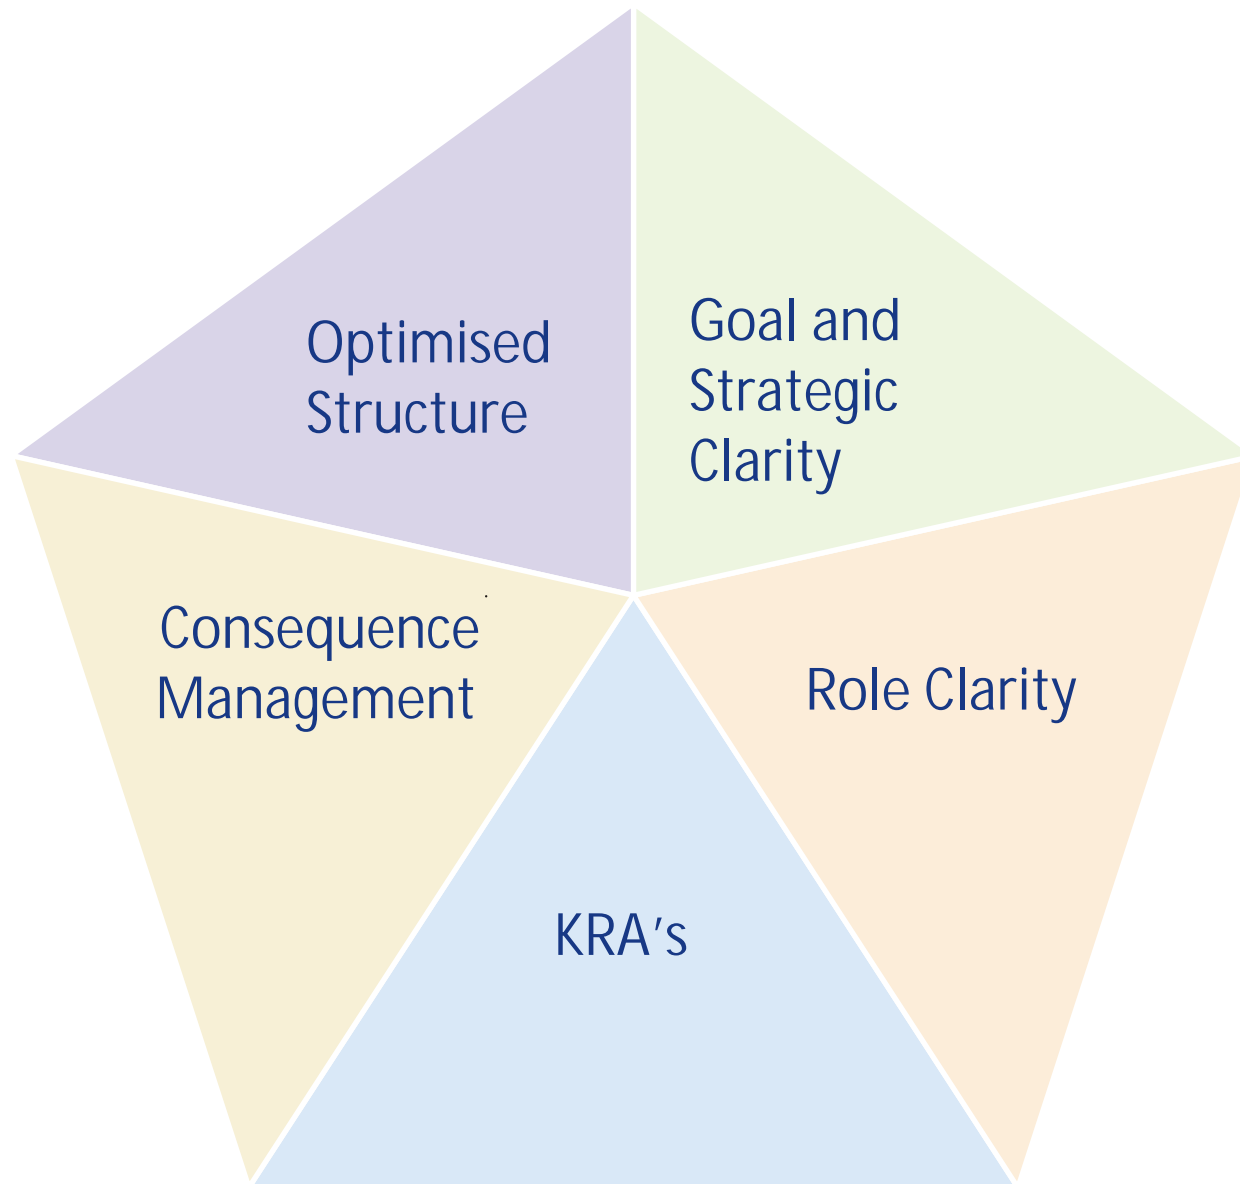 Optimised
Structure
Goal and
Strategic
Clarity
Consequence
Management
Role Clarity
KRA's